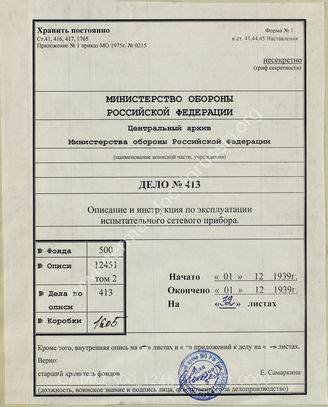 Хранить постоянно
Ст.41, 416, 417, 1765
Приложение № 1 приказ МО 1975г. № 0215
Форма № 1
к ст. 41,44.45 Наставления
несекретно
(гриф секретности)
МИНИСТЕРСТВО ОБОРОНЫ
РОССИЙСКОЙ ФЕДЕРАЦИИ
Центральный архив
Министерства обороны Российской Федерации
(наименование воинской части, учреждения)
ДЕЛО № 413
Описание и инструкция по эксплуатации
испытательного сетевого прибора.
№ Фонда 500
№ Описи 12451
том 2
№ Дела по описи 413
№ Коробки 1605
Начато « 01 » 12 1939г.
Окончено « 01 » 12 1939г.
На « 32 » листах
Кроме того, внутренняя опись на «-» листах и «-» приложений к делу на «-» листах.
Верно:
старший хранитель фондов Е. Самаркина
(должность, воинское звание и подпись лица, ответственного за делопроизводство)